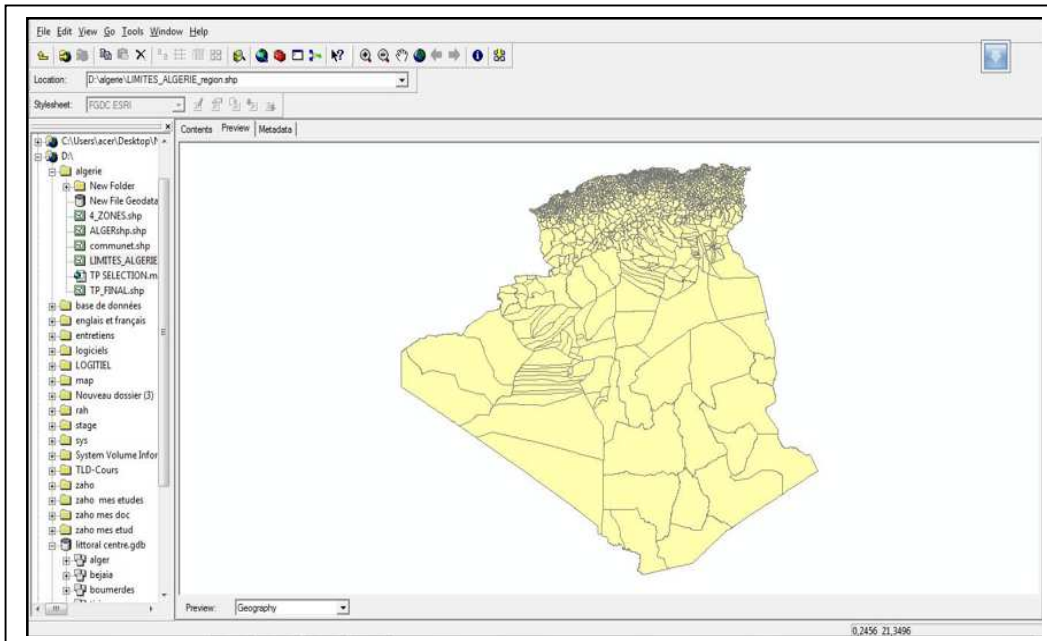 File Edit View Go Tools Window Help
Location: D:\algerie\LIMITES_ALGERIE_region.shp
Stylesheet: FGDC ESRI
Contents Preview Metadata
C:\Users\acer\Desktop\
D:\
algerie
New Folder
New File Geodata
4_ZONES.shp
ALGERshp.shp
communet.shp
LIMITES_ALGERIE
TP SELECTION.m
TP_FINAL.shp
base de données
englais et français
entretiens
logiciels
LOGITIEL
map
Nouveau dossier (3)
rah
stage
sys
System Volume Infor
TLD-Cours
zaho
zaho mes etudes
zaho mes doc
zaho mes etud
littoral centre.gdb
alger
bejaia
boumerdes
Preview: Geography
0,2456 21,3496